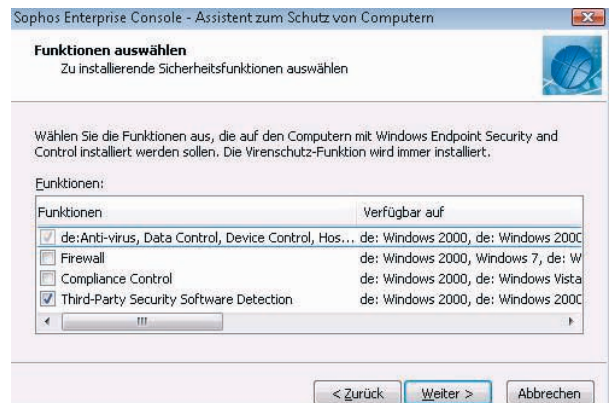 Sophos Enterprise Console - Assistent zum Schutz von Computern
Funktionen auswählen
Zu installierende Sicherheitsfunktionen auswählen
Wählen Sie die Funktionen aus, die auf den Computern mit Windows Endpoint Security and
Control installiert werden sollen. Die Virenschutz-Funktion wird immer installiert.
Funktionen:
Funktionen Verfügbar auf
de:Anti-virus, Data Control, Device Control, Hos... de: Windows 2000, de: Windows 200
Firewall de: Windows 2000, Windows 7, de: W
Compliance Control de: Windows 2000, de: Windows Vista
Third-Party Security Software Detection de: Windows 2000, de: Windows 200
< Zurück Weiter > Abbrechen